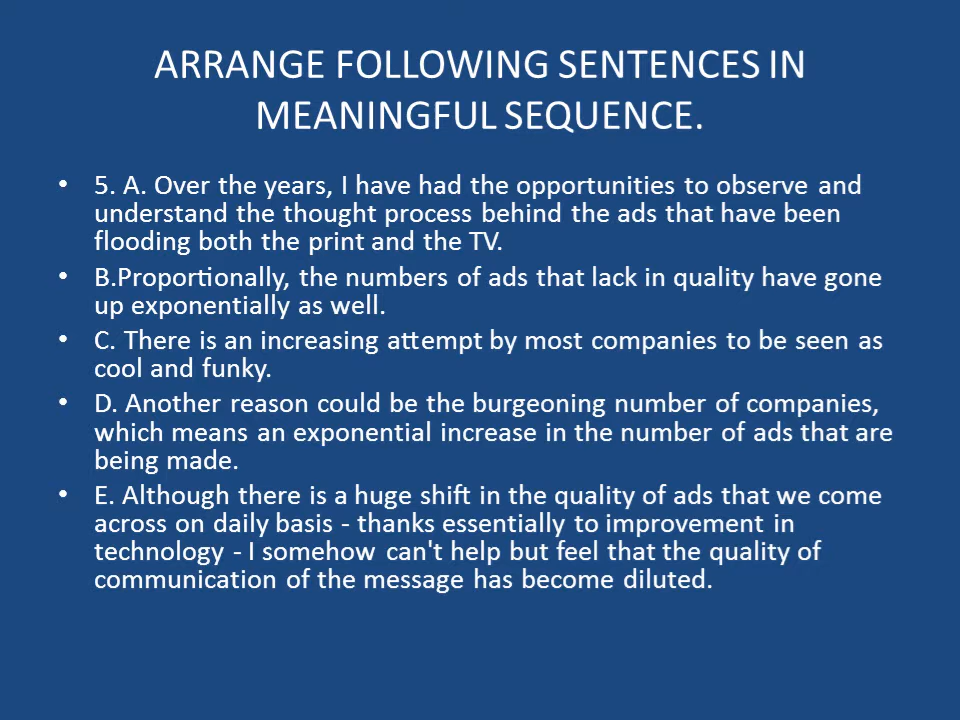 ARRANGE FOLLOWING SENTENCES IN
MEANINGFUL SEQUENCE.
• 5. A. Over the years, I have had the opportunities to observe and
understand the thought process behind the ads that have been
flooding both the print and the TV.
• B.Proportionally, the numbers of ads that lack in quality have gone
up exponentially as well.
• C. There is an increasing attempt by most companies to be seen as
cool and funky.
• D. Another reason could be the burgeoning number of companies,
which means an exponential increase in the number of ads that are
being made.
• E. Although there is a huge shift in the quality of ads that we come
across on daily basis - thanks essentially to improvement in
technology - I somehow can't help but feel that the quality of
communication of the message has become diluted.